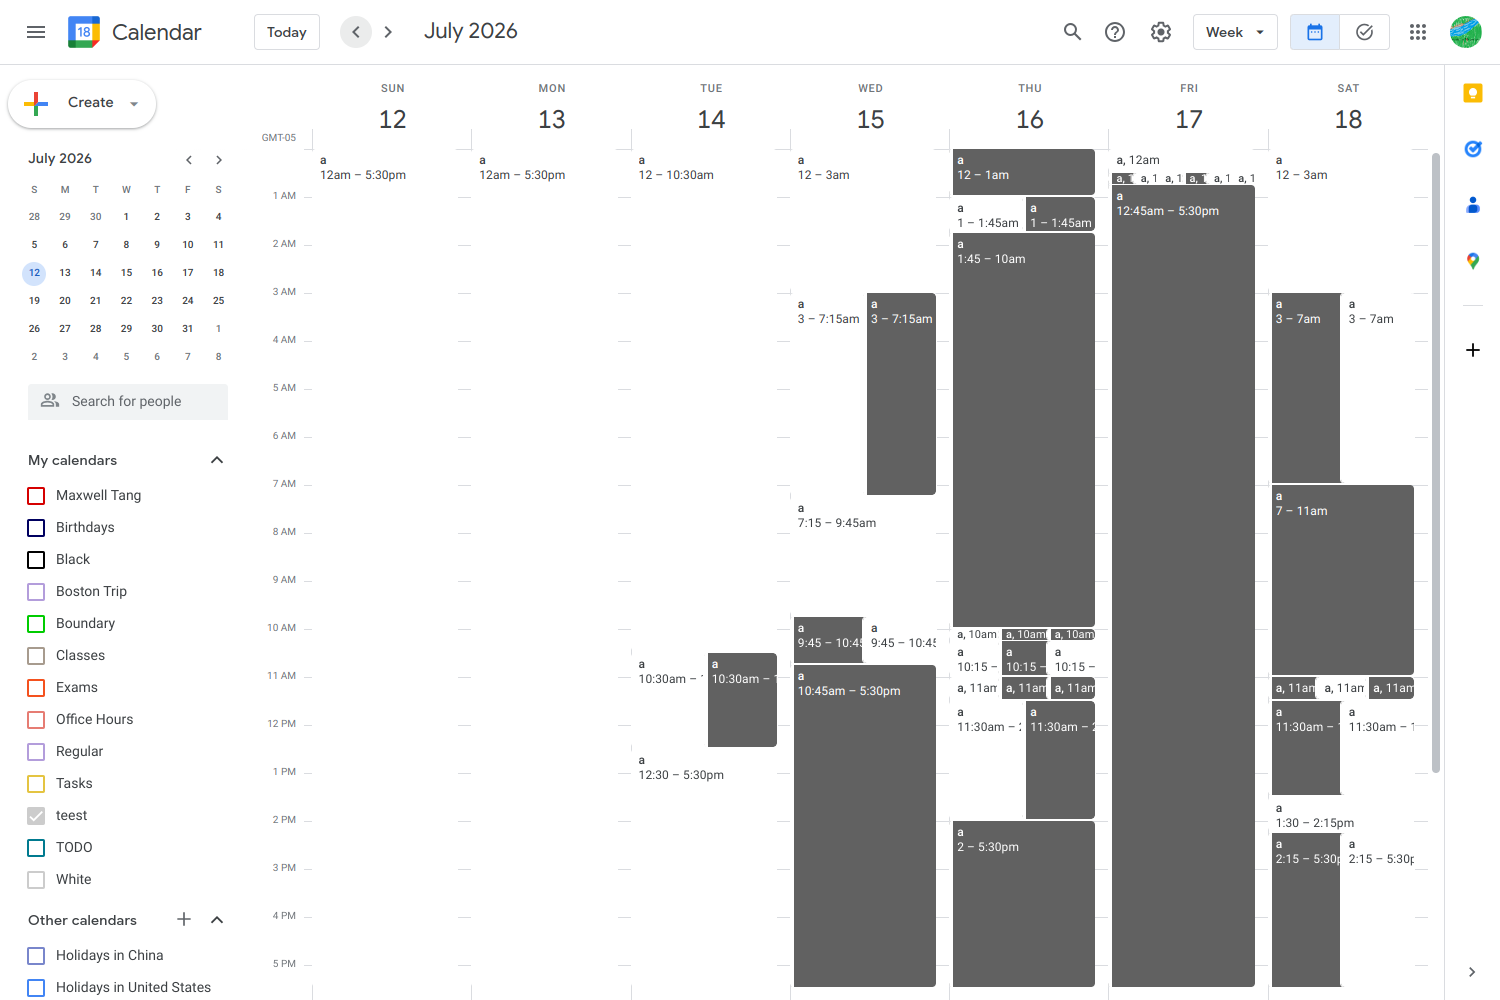 18
Calendar
Today
July 2026
Week
Create
SUN
MON
TUE
WED
THU
FRI
SAT
12
13
14
15
16
17
18
GMT-05
July 2026
S M T W T F S
28 29 30 1 2 3 4
5 6 7 8 9 10 11
12 13 14 15 16 17 18
19 20 21 22 23 24 25
26 27 28 29 30 31 1
2 3 4 5 6 7 8
Search for people
My calendars
Maxwell Tang
Birthdays
Black
Boston Trip
Boundary
Classes
Exams
Office Hours
Regular
Tasks
teest
TODO
White
Other calendars
Holidays in China
Holidays in United States
1 AM
2 AM
3 AM
4 AM
5 AM
6 AM
7 AM
8 AM
9 AM
10 AM
11 AM
12 PM
1 PM
2 PM
3 PM
4 PM
5 PM
a
12am – 5:30pm
a
12am – 5:30pm
a
12 – 10:30am
a
10:30am –
a
10:30am –
a
12:30 – 5:30pm
a
12 – 3am
a
3 – 7:15am
a
3 – 7:15am
a
7:15 – 9:45am
a
9:45 – 10:45
a
9:45 – 10:45
a
10:45am – 5:30pm
a
12 – 1am
a
1 – 1:45am
a
1 – 1:45am
a
1:45 – 10am
a, 10am
a, 10am
a, 10am
a
10:15 –
a
10:15 –
a
10:15 –
a, 11am
a, 11am
a, 11am
a
11:30am –
a
11:30am –
a
2 – 5:30pm
a, 12am
a, 1
a, 1
a, 1
a, 1
a, 1
a, 1
a
12:45am – 5:30pm
a
12 – 3am
a
3 – 7am
a
3 – 7am
a
7 – 11am
a, 11am
a, 11am
a, 11am
a
11:30am –
a
11:30am –
a
1:30 – 2:15pm
a
2:15 – 5:30p
a
2:15 – 5:30p